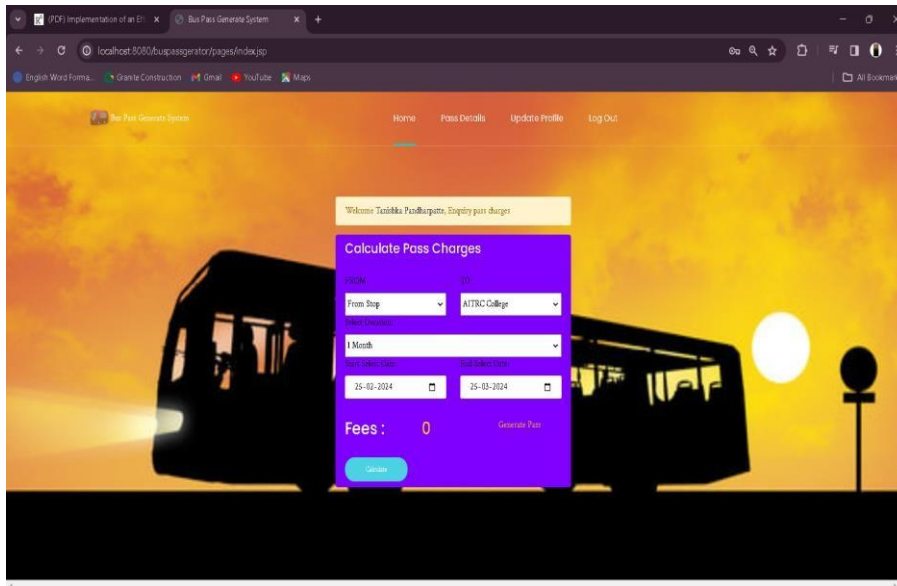 (PDF) Implementation of an Eff
Bus Pass Generate System
localhost:8080/buspassgerator/pages/index.jsp
English Word Forma...
Granite Construction
Gmail
YouTube
Maps
All Bookmar
Bus Pass Generate System
Home
Pass Details
Update Profile
Log Out
Welcome Tanishka Pandharpatte, Enquiry pass charges
Calculate Pass Charges
FROM
TO
From Stop
AITRC College
Select Duration
1 Month
Start Select Date
End Select Date
25-02-2024
25-03-2024
Fees :
0
Generate Pass
Calculate